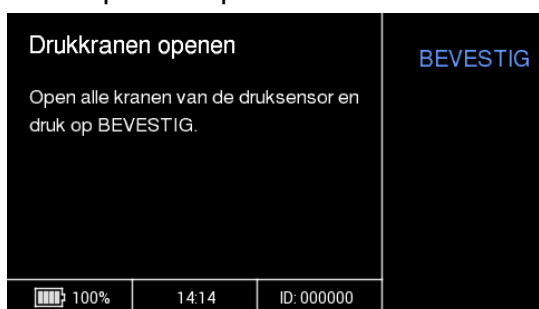 Drukkranen openen
BEVESTIG
Open alle kranen van de druksensor en
druk op BEVESTIG.
100%
14:14
ID: 000000